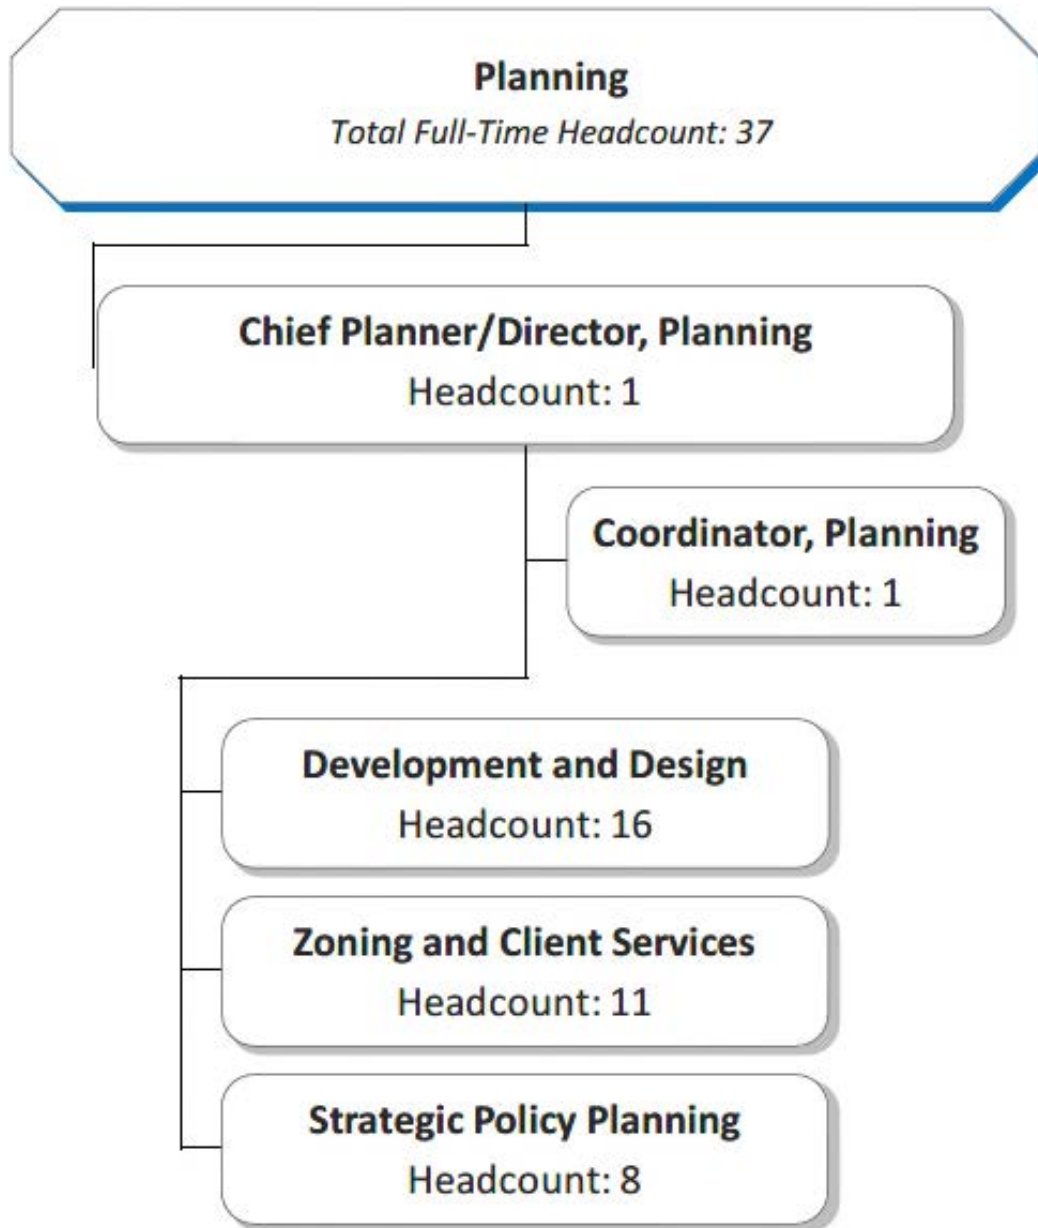 Planning
Total Full-Time Headcount: 37
Chief Planner/Director, Planning
Headcount: 1
Coordinator, Planning
Headcount: 1
Development and Design
Headcount: 16
Zoning and Client Services
Headcount: 11
Strategic Policy Planning
Headcount: 8